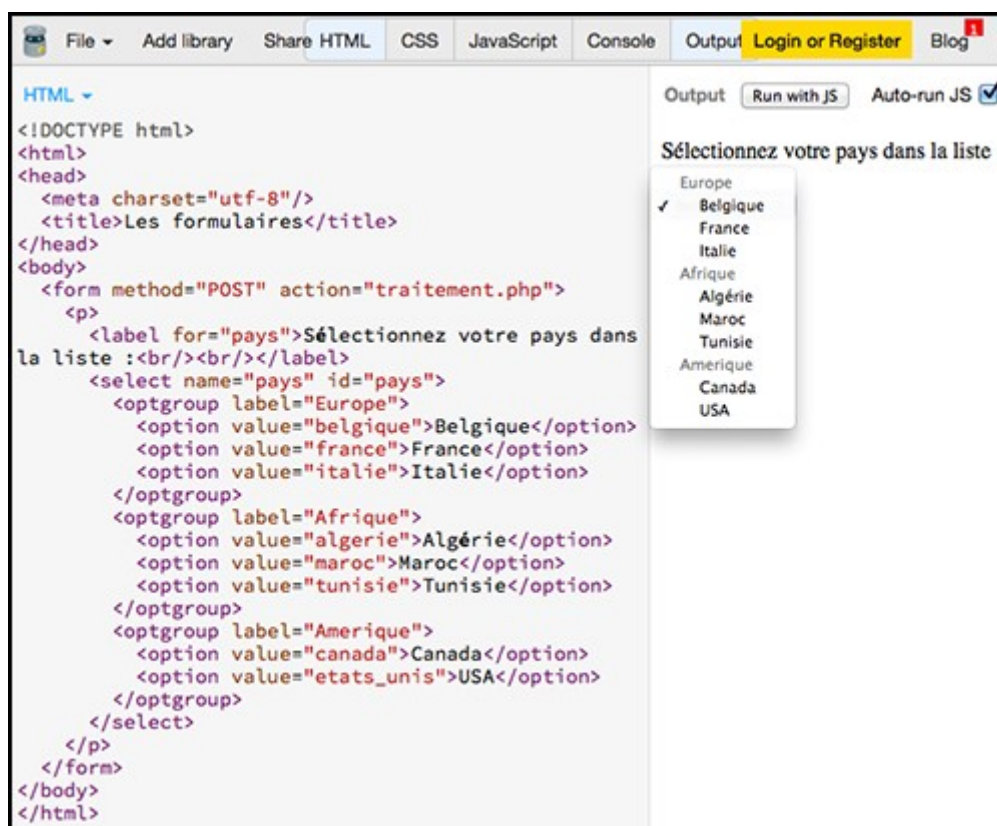 File Add library Share HTML CSS JavaScript Console Output Login or Register Blog 1
HTML
<!DOCTYPE html>
<html>
<head>
<meta charset="utf-8"/>
<title>Les formulaires</title>
</head>
<body>
<form method="POST" action="traitement.php">
<p>
<label for="pays">Sélectionnez votre pays dans
la liste :<br/><br/></label>
<select name="pays" id="pays">
<optgroup label="Europe">
<option value="belgique">Belgique</option>
<option value="france">France</option>
<option value="italie">Italie</option>
</optgroup>
<optgroup label="Afrique">
<option value="algerie">Algérie</option>
<option value="maroc">Maroc</option>
<option value="tunisie">Tunisie</option>
</optgroup>
<optgroup label="Amerique">
<option value="canada">Canada</option>
<option value="etats_unis">USA</option>
</optgroup>
</select>
</p>
</form>
</body>
</html>
Output Run with JS Auto-run JS
Sélectionnez votre pays dans la liste
Europe
Belgique
France
Italie
Afrique
Algérie
Maroc
Tunisie
Amerique
Canada
USA